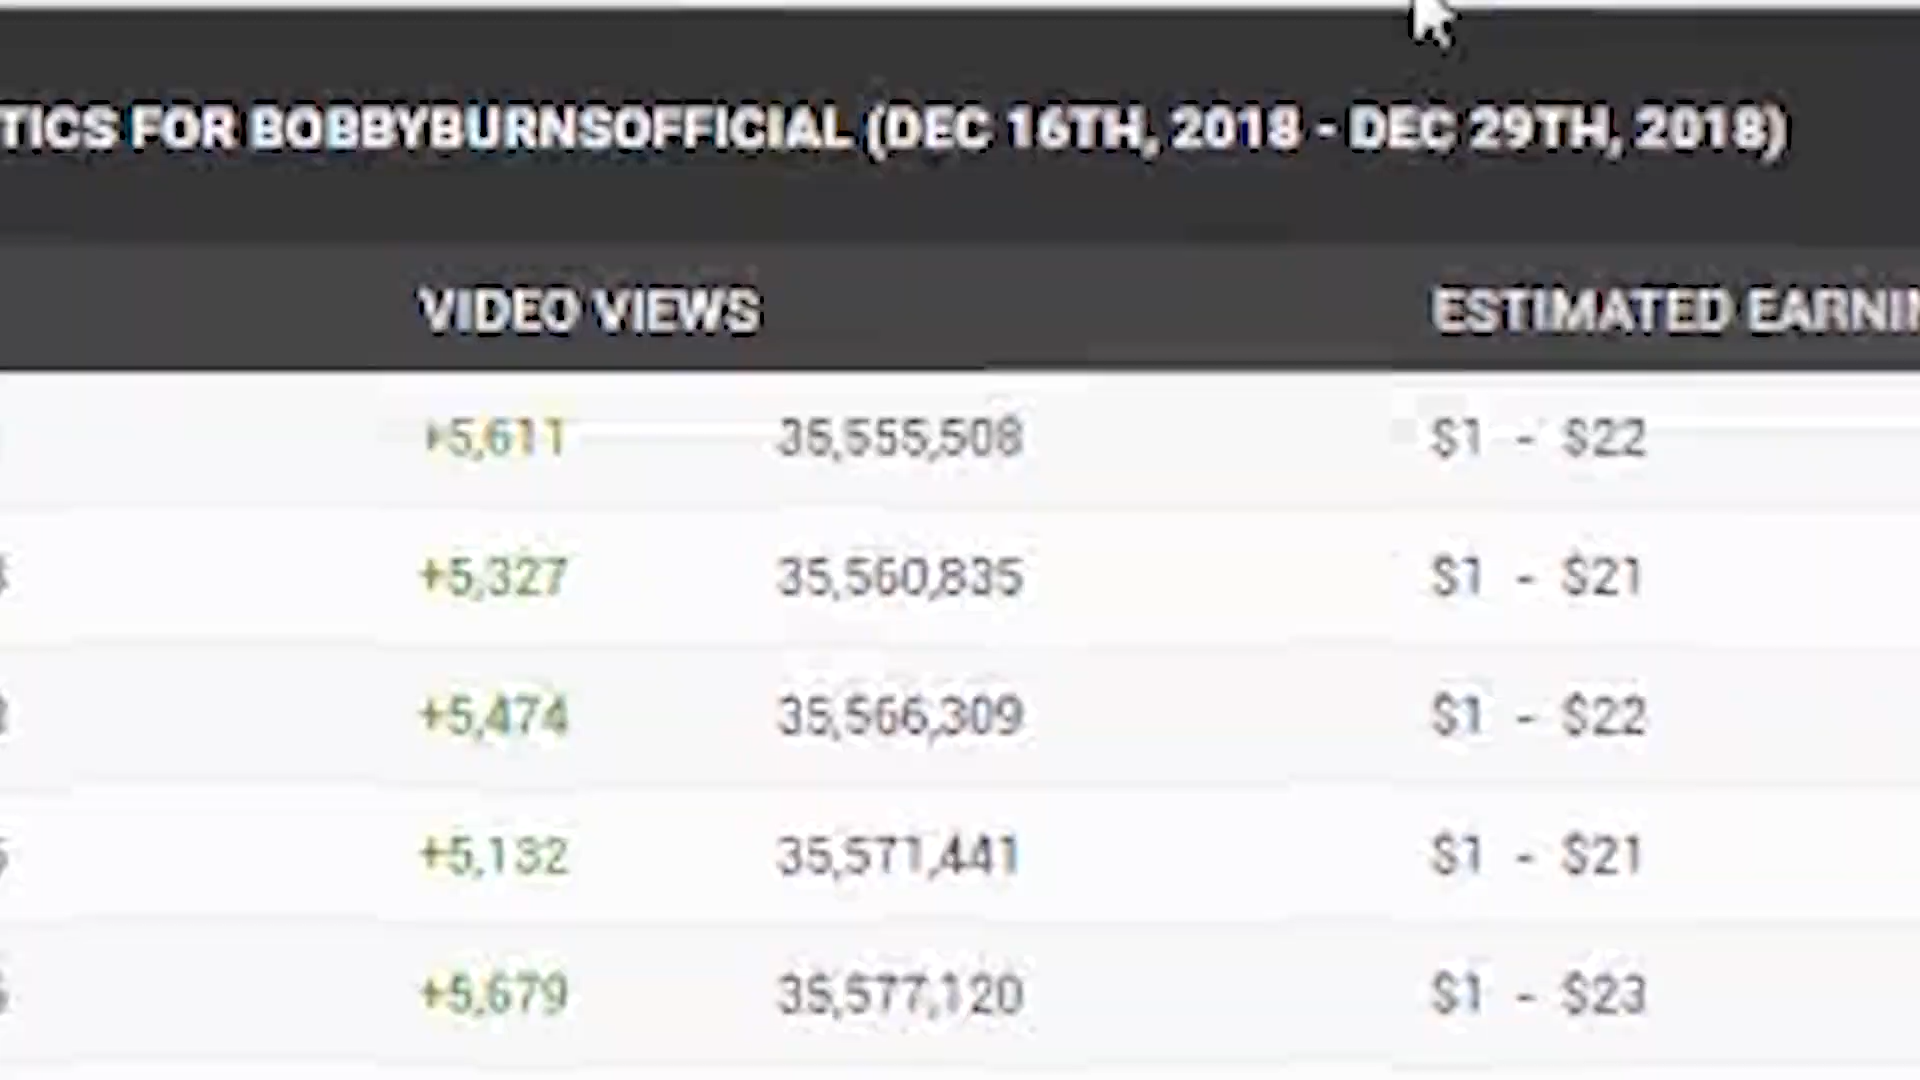 TICS FOR BOBBYBURNSOFFICIAL (DEC 16TH, 2018 - DEC 29TH, 2018)
VIDEO VIEWS ESTIMATED EARNIN
+5,611 35,555,508 $1 - $22
+5,327 35,560,835 $1 - $21
+5,474 35,566,309 $1 - $22
+5,132 35,571,441 $1 - $21
+5,679 35,577,120 $1 - $23